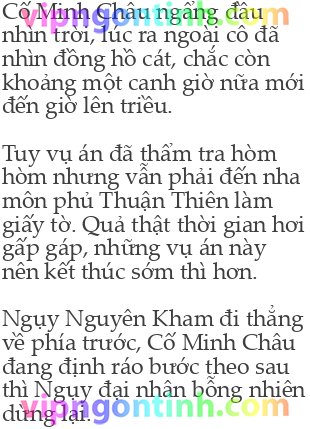 Cố Minh Châu ngẩng đầu
nhìn trời, lúc ra ngoài cô đã
nhìn đồng hồ cát, chắc còn
khoảng một canh giờ nữa mới
đến giờ lên triều.
Tuy vụ án đã thẩm tra hòm
hòm nhưng vẫn phải đến nha
môn phủ Thuận Thiên làm
giấy tờ. Quả thật thời gian hơi
gấp gáp, những vụ án này
nên kết thúc sớm thì hơn.
Ngụy Nguyên Kham đi thẳng
về phía trước, Cố Minh Châu
đang định ráo bước theo sau
thì Ngụy đại nhân bỗng nhiên
dừng lại.
vipngontinh.com
vipngontinh.com